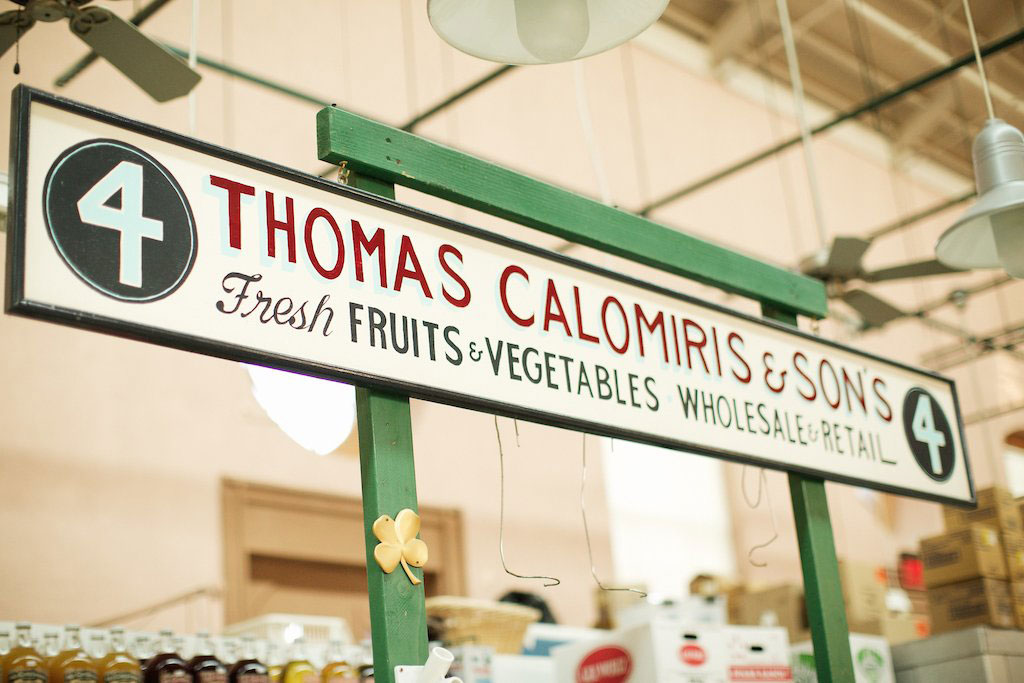 4 THOMAS CALOMIRIS & SON'S 4
Fresh FRUITS & VEGETABLES WHOLESALE & RETAIL